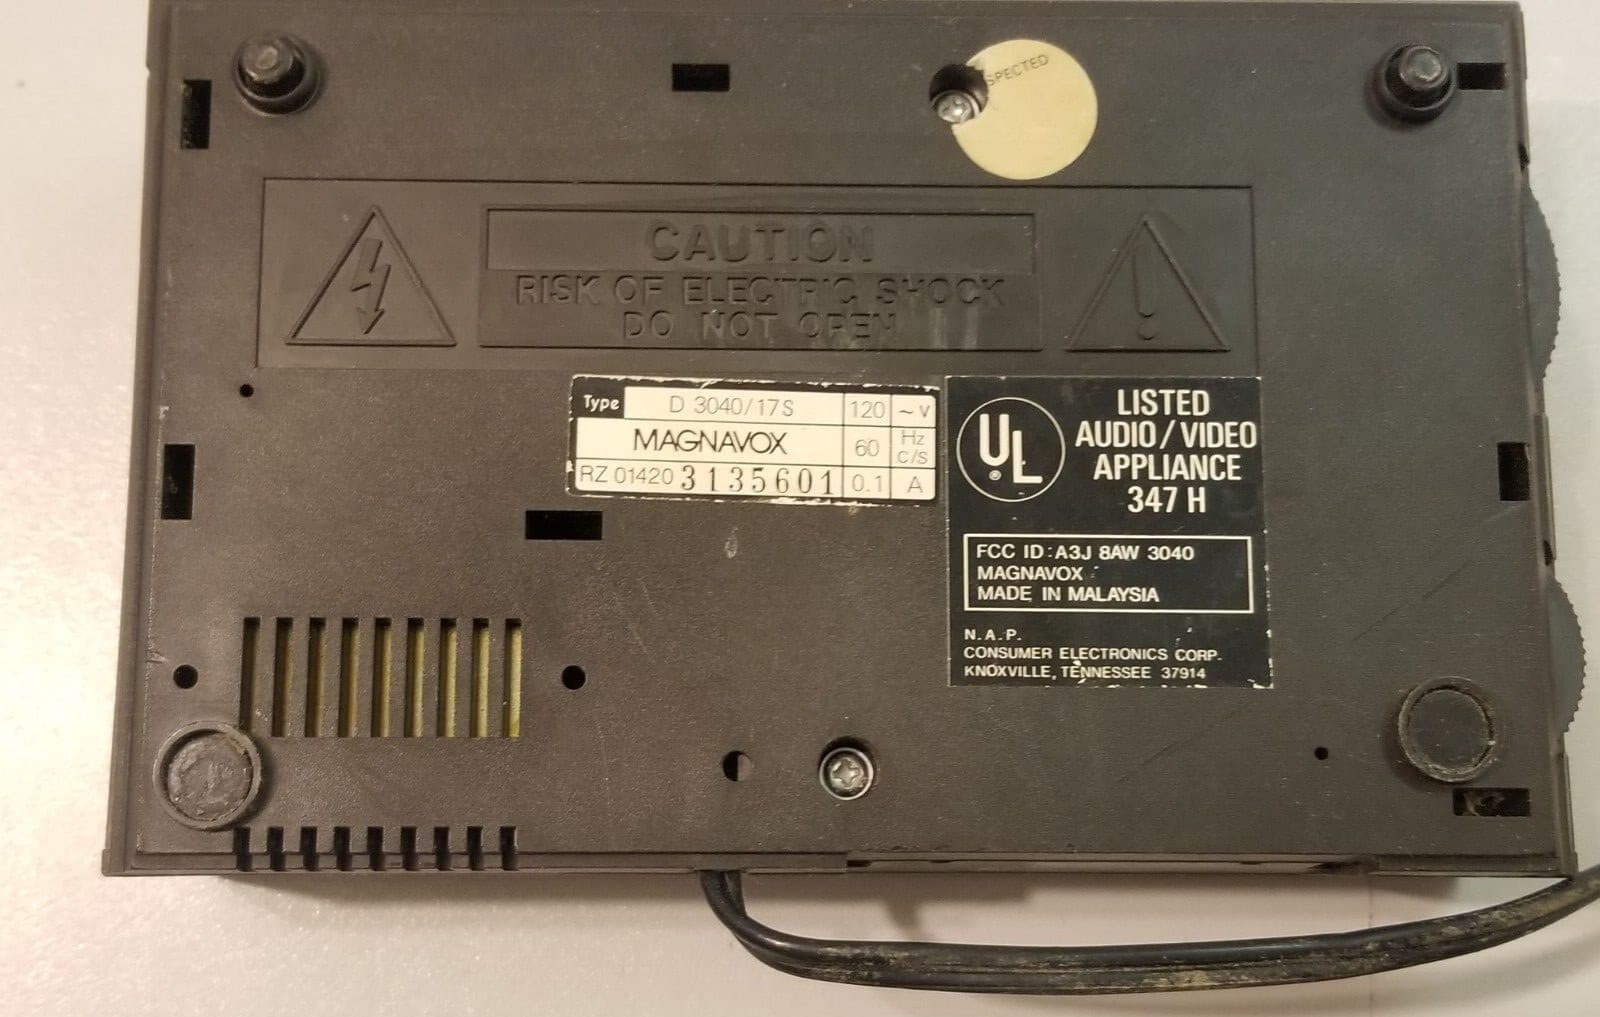 SPECTED
CAUTION
RISK OF ELECTRIC SHOCK
DO NOT OPEN
Type D 3040/17S 120 ~ V
MAGNAVOX 60 Hz C/S
RZ 01420 3135601 0.1 A
UL ®
LISTED
AUDIO/VIDEO
APPLIANCE
347 H
FCC ID: A3J 8AW 3040
MAGNAVOX
MADE IN MALAYSIA
N.A.P.
CONSUMER ELECTRONICS CORP.
KNOXVILLE, TENNESSEE 37914